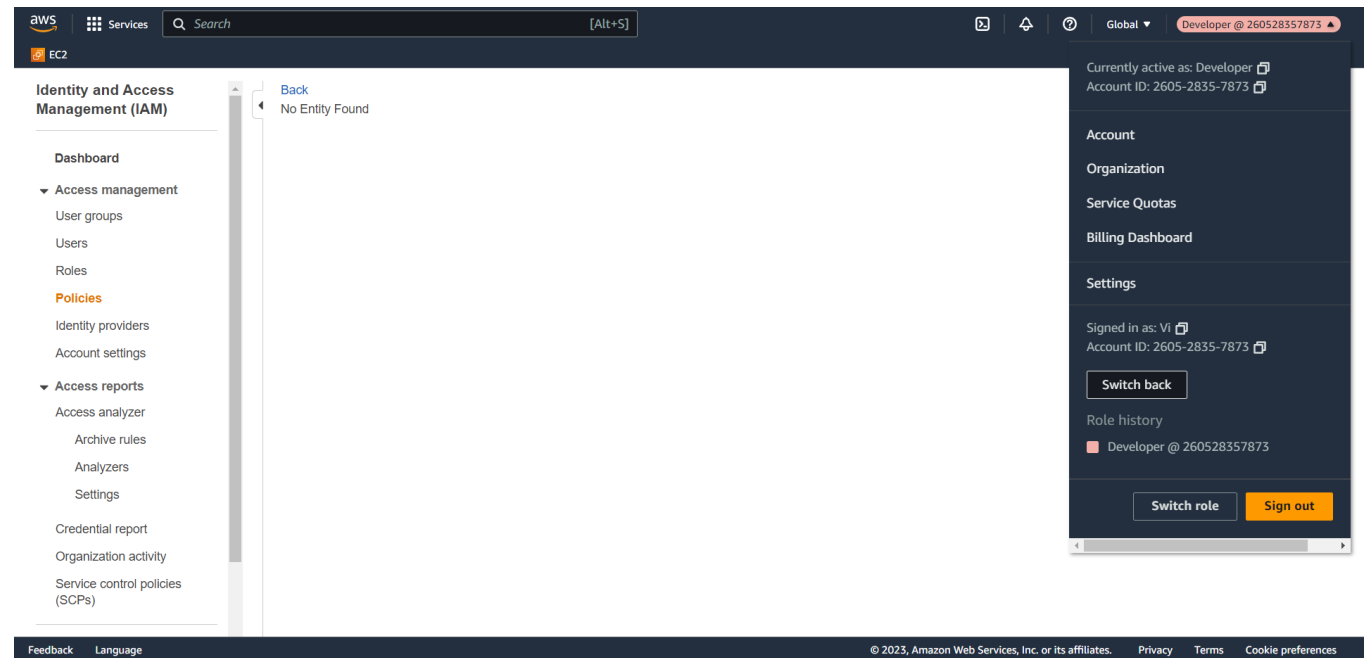 aws
Services
Search
[Alt+S]
Global
Developer @ 260528357873
EC2
Identity and Access
Management (IAM)
Dashboard
Access management
User groups
Users
Roles
Policies
Identity providers
Account settings
Access reports
Access analyzer
Archive rules
Analyzers
Settings
Credential report
Organization activity
Service control policies
(SCPs)
Back
No Entity Found
Currently active as: Developer
Account ID: 2605-2835-7873
Account
Organization
Service Quotas
Billing Dashboard
Settings
Signed in as: Vi
Account ID: 2605-2835-7873
Switch back
Role history
Developer @ 260528357873
Switch role
Sign out
Feedback
Language
© 2023, Amazon Web Services, Inc. or its affiliates.
Privacy
Terms
Cookie preferences